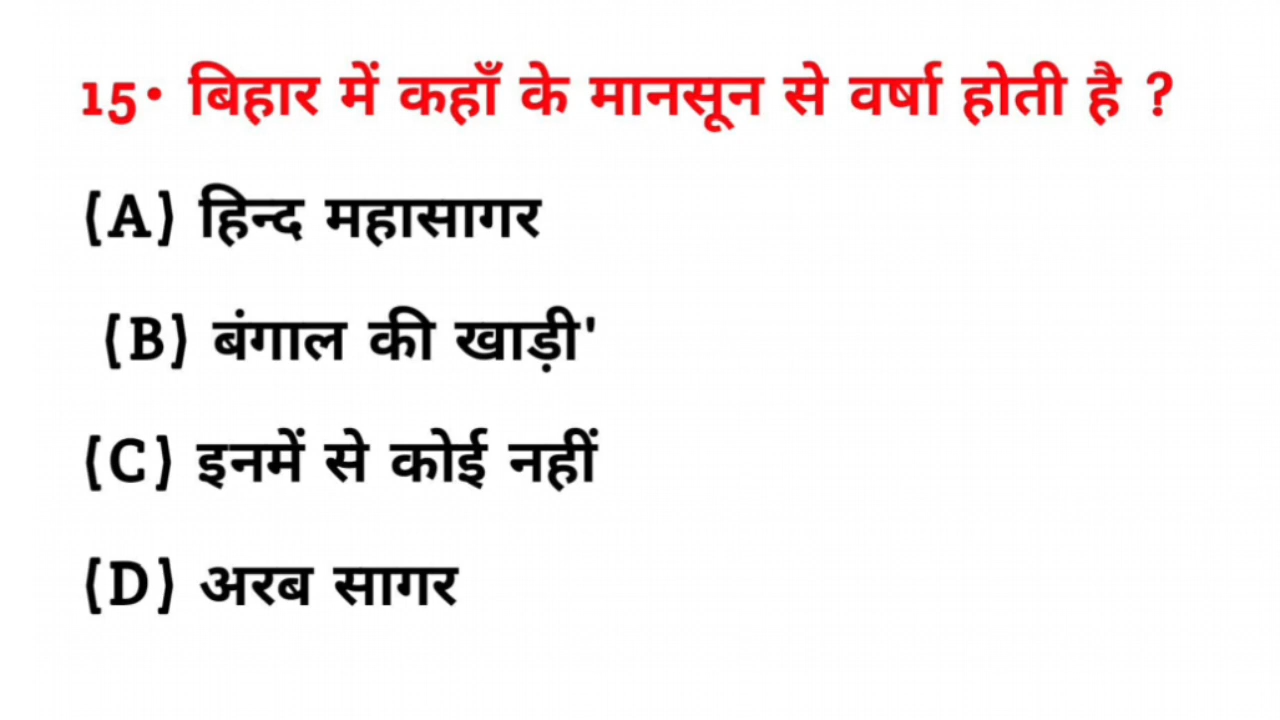 15• बिहार में कहाँ के मानसून से वर्षा होती है ?
(A) हिन्द महासागर
(B) बंगाल की खाड़ी'
(C) इनमें से कोई नहीं
(D) अरब सागर